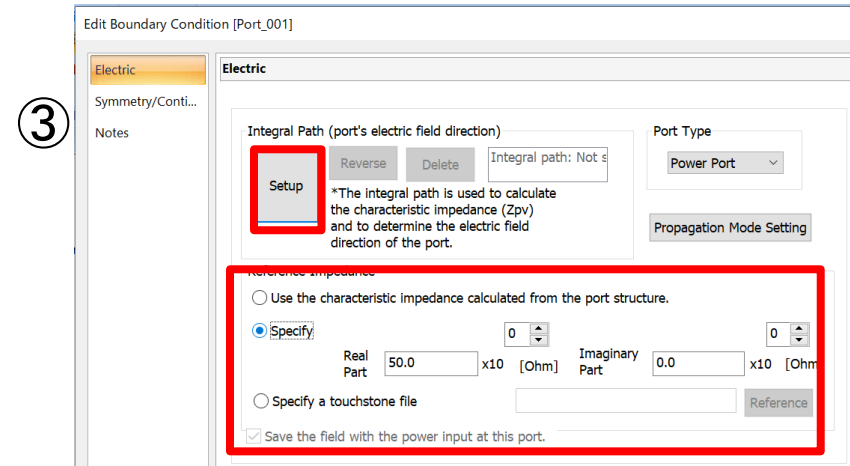 Edit Boundary Condition [Port_001]
Electric
Electric
Symmetry/Conti...
③
Notes
Integral Path (port's electric field direction)
Port Type
Setup
Reverse
Delete
Integral path: Not s
Power Port
*The integral path is used to calculate
the characteristic impedance (Zpv)
and to determine the electric field
direction of the port.
Propagation Mode Setting
Reference Impedance
Use the characteristic impedance calculated from the port structure.
Specify
0
0
Real
Part
50.0
x10
[Ohm]
Imaginary
Part
0.0
x10
[Ohm
Specify a touchstone file
Reference
Save the field with the power input at this port.